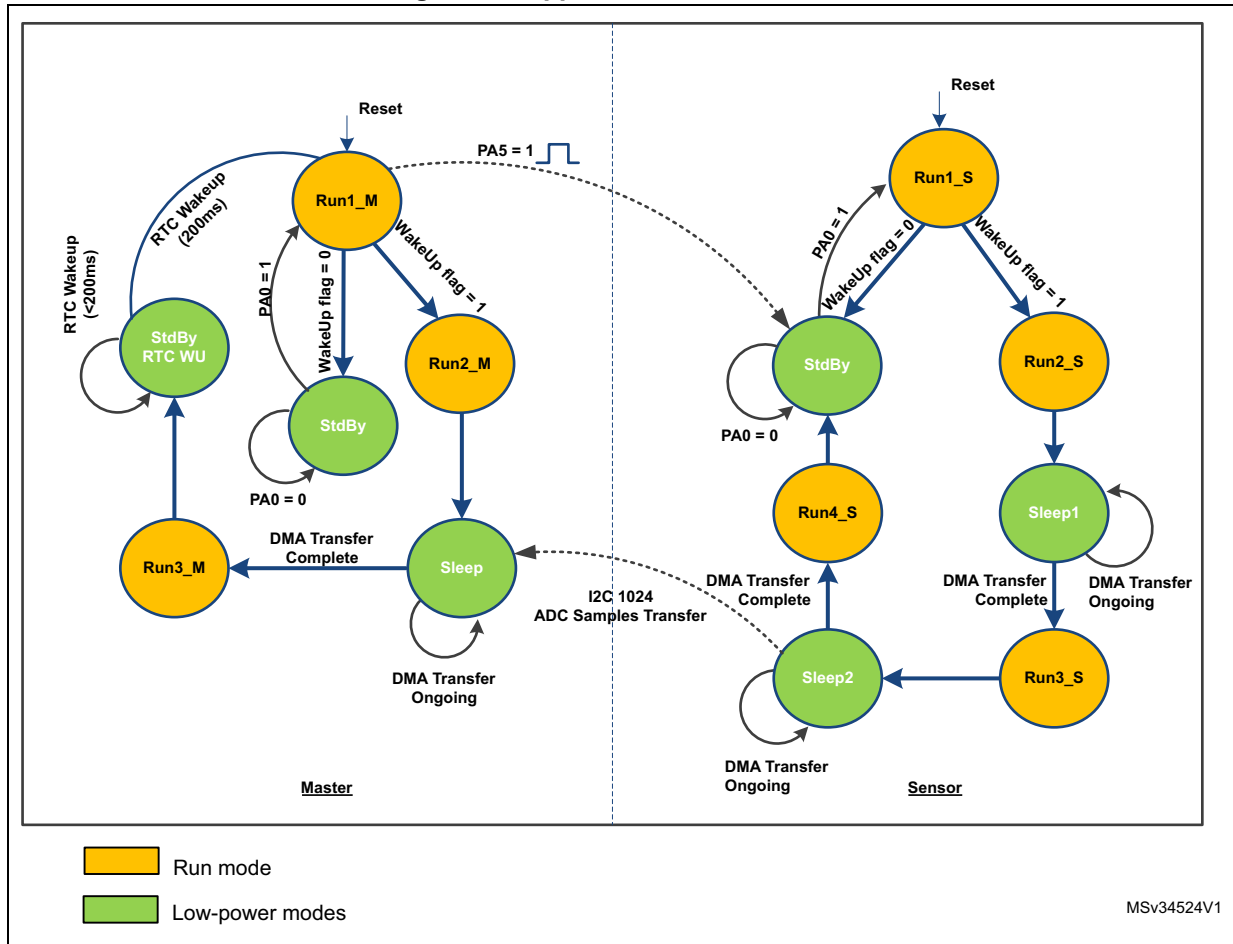 Reset
PA5 = 1
RTC Wakeup
(200ms)
Run1_M
RTC Wakeup
(<200ms)
PA0 = 1
WakeUp flag = 0
WakeUp flag = 1
StdBy
RTC WU
Run2_M
StdBy
PA0 = 0
DMA Transfer
Complete
Run3_M
Sleep
I2C 1024
ADC Samples Transfer
DMA Transfer
Ongoing
Master
Reset
Run1_S
PA0 = 1
WakeUp flag = 0
WakeUp flag = 1
StdBy
Run2_S
PA0 = 0
Run4_S
Sleep1
DMA Transfer
Complete
DMA Transfer
Complete
DMA Transfer
Ongoing
Sleep2
Run3_S
DMA Transfer
Ongoing
Sensor
Run mode
Low-power modes
MSv34524V1